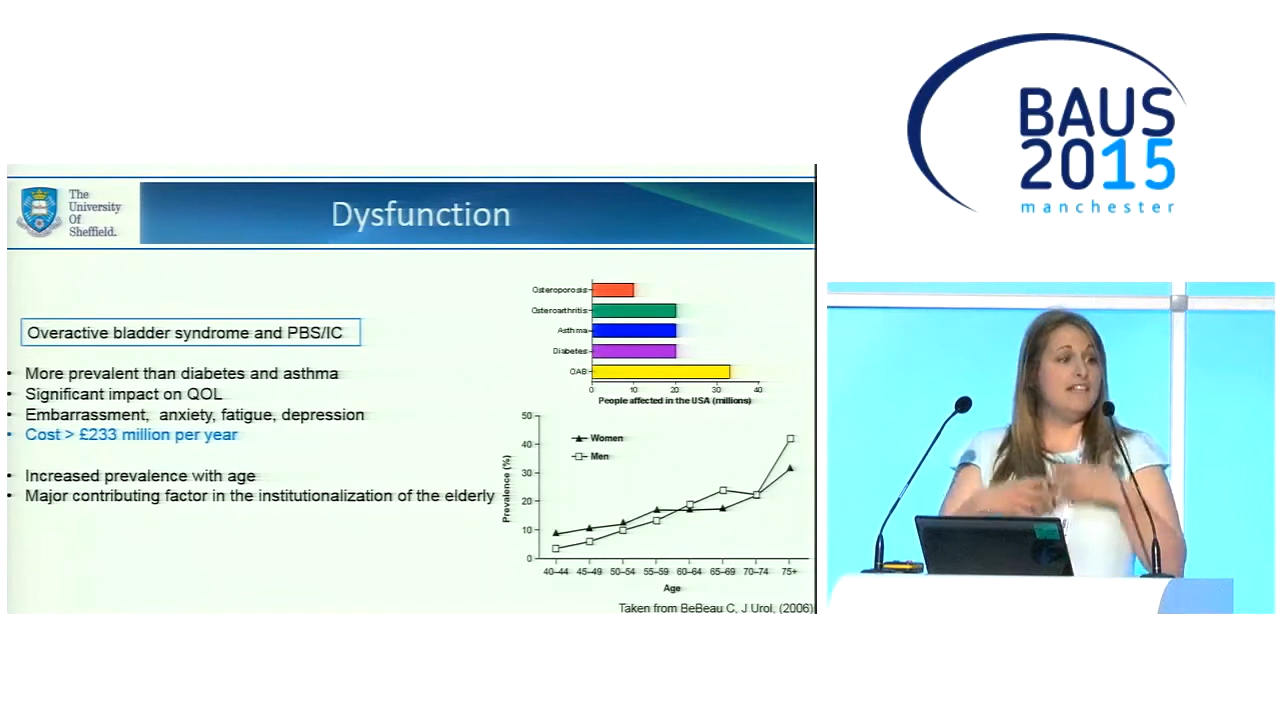 The
University
Of
Sheffield.
Dysfunction
Overactive bladder syndrome and PBS/IC
• More prevalent than diabetes and asthma
• Significant impact on QOL
• Embarrassment, anxiety, fatigue, depression
• Cost > £233 million per year
• Increased prevalence with age
• Major contributing factor in the institutionalization of the elderly
Osteoporosis
Osteoarthritis
Asthma
Diabetes
OAB
0 10 20 30 40
People affected in the USA (millions)
50
40
30
20
10
0
Prevalence (%)
Women
Men
40–44 45–49 50–54 55–59 60–64 65–69 70–74 75+
Age
Taken from BeBeau C, J Urol, (2006)
BAUS
2015
manchester